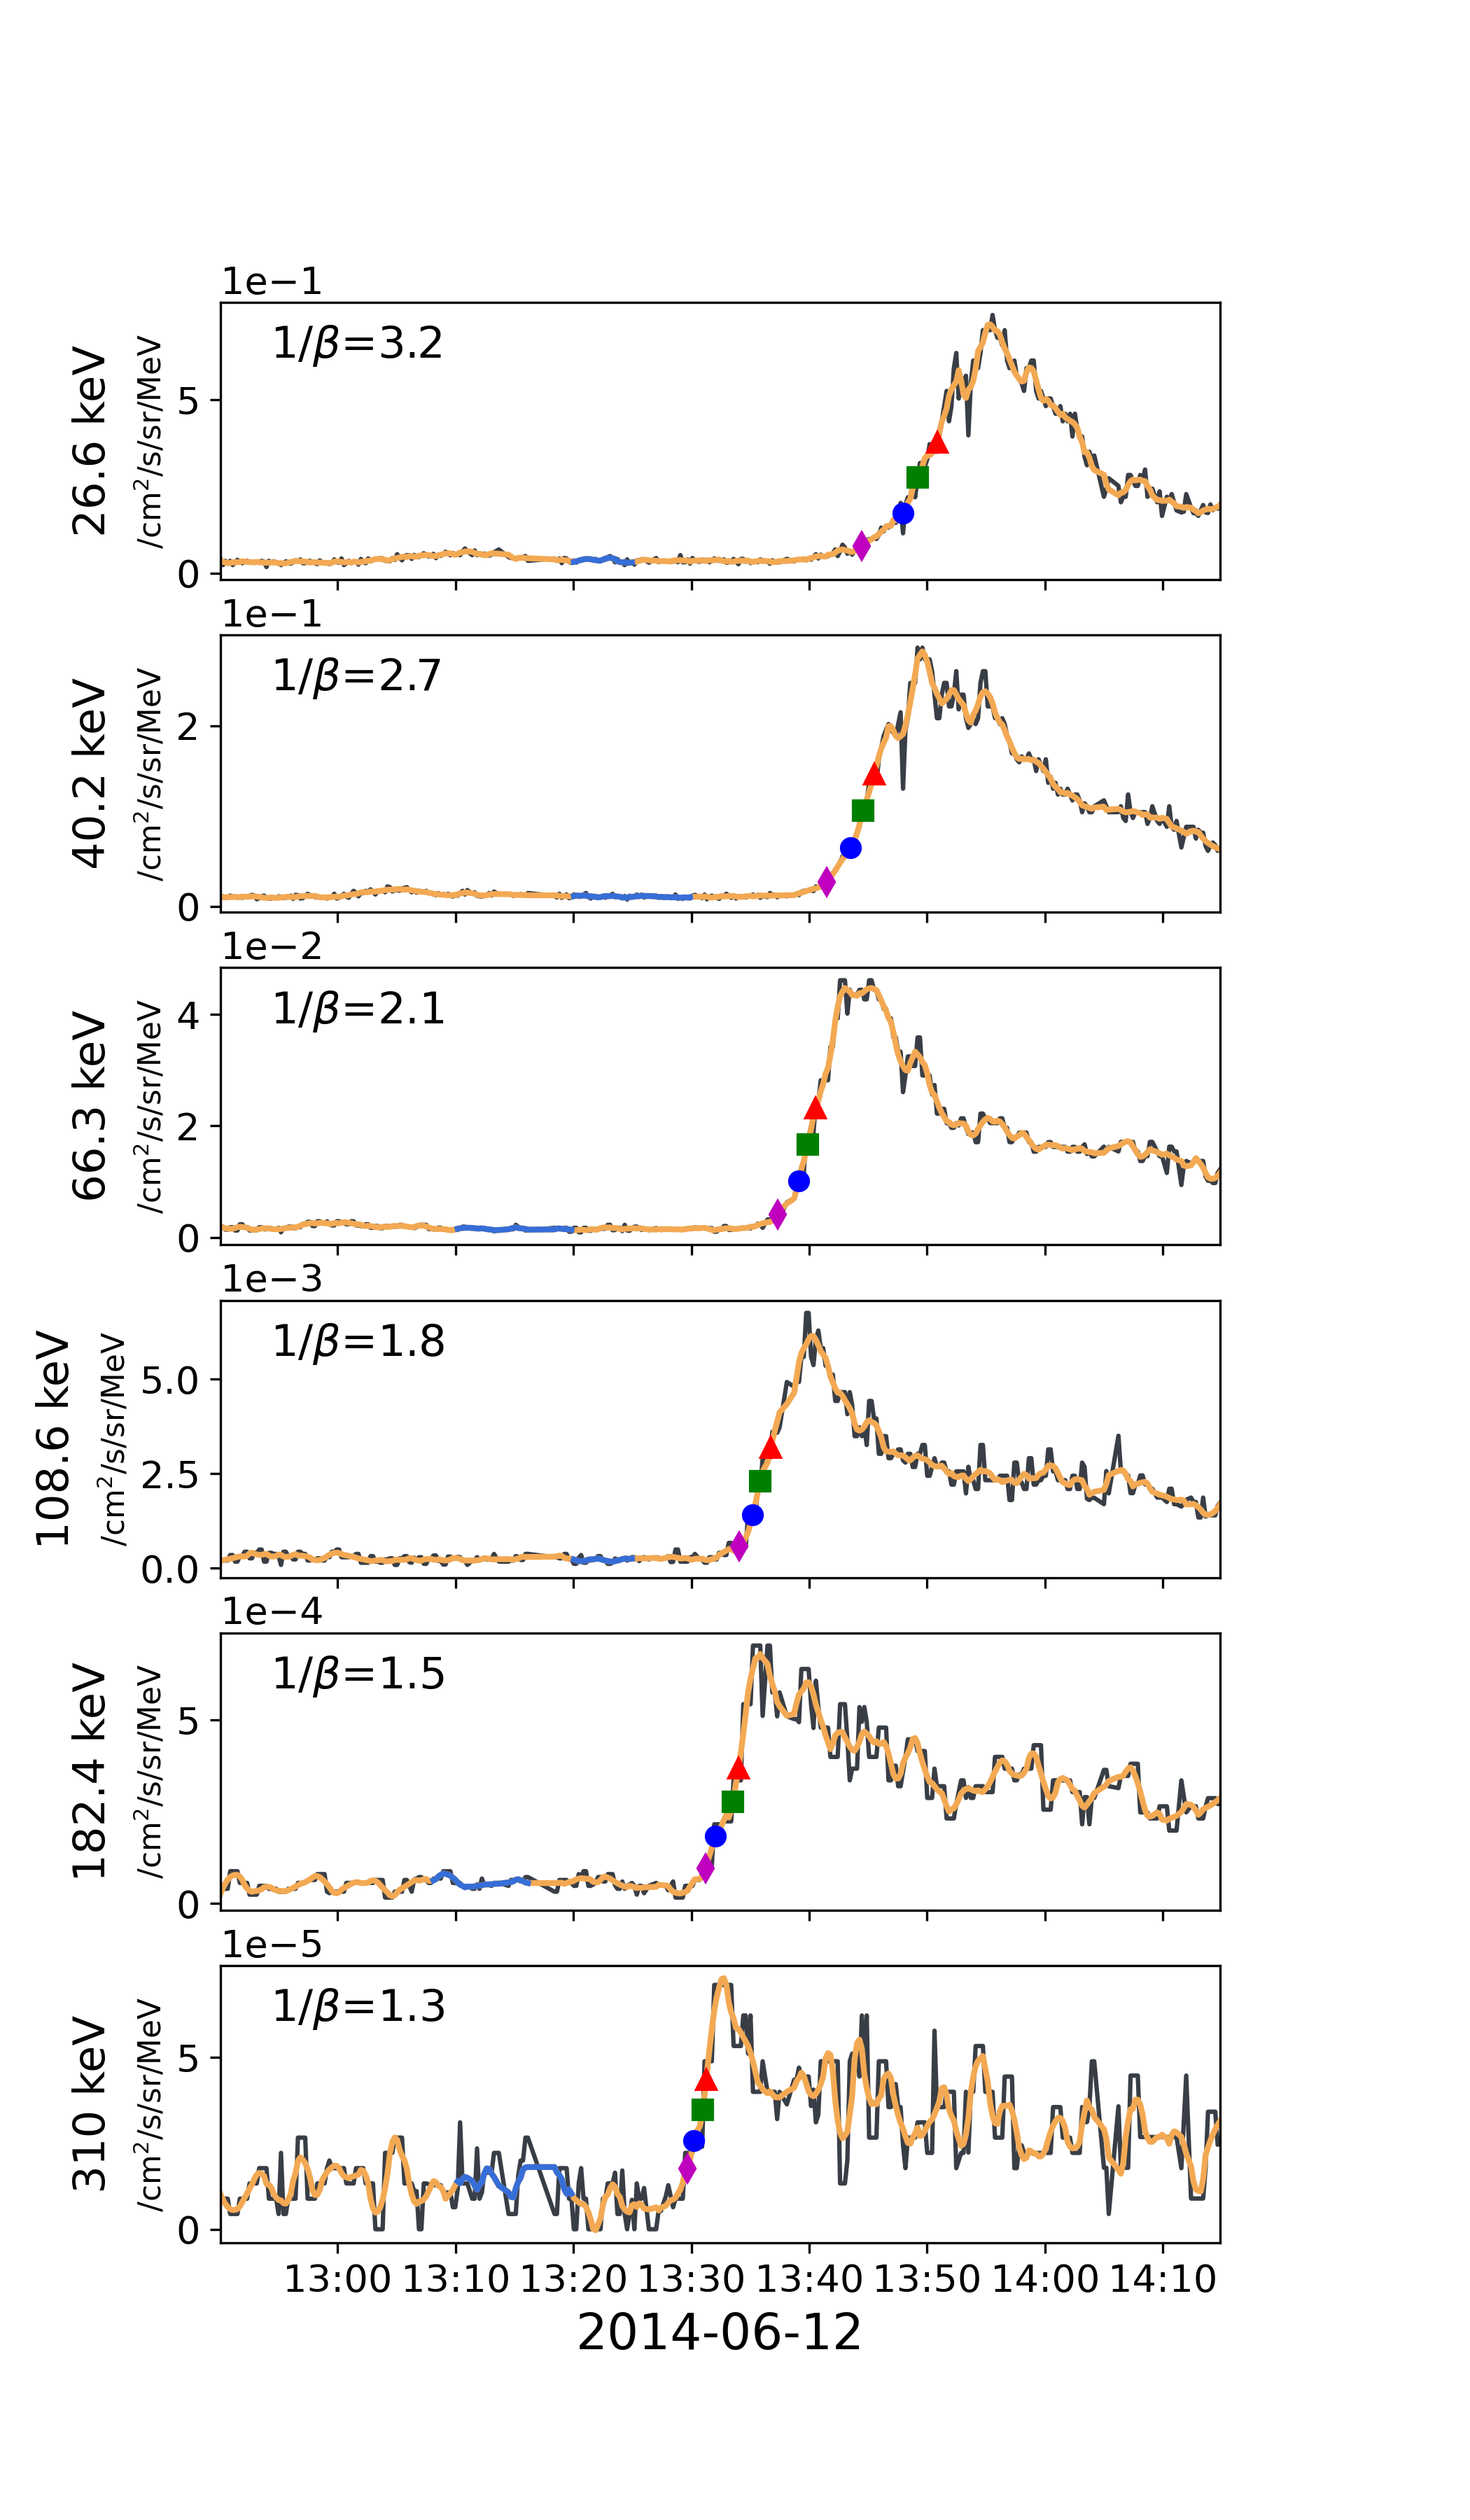 1e−1
1/β=3.2
26.6 keV
/cm²/s/sr/MeV
5
0
1e−1
1/β=2.7
40.2 keV
/cm²/s/sr/MeV
2
0
1e−2
1/β=2.1
66.3 keV
/cm²/s/sr/MeV
4
2
0
1e−3
1/β=1.8
108.6 keV
/cm²/s/sr/MeV
5.0
2.5
0.0
1e−4
1/β=1.5
182.4 keV
/cm²/s/sr/MeV
5
0
1e−5
1/β=1.3
310 keV
/cm²/s/sr/MeV
5
0
13:00 13:10 13:20 13:30 13:40 13:50 14:00 14:10
2014-06-12